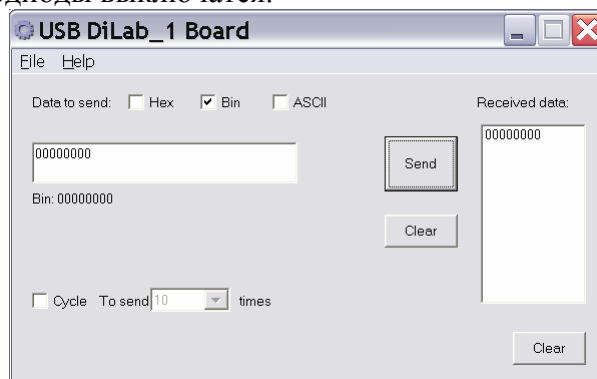 USB DiLab_1 Board
File Help
Data to send: Hex Bin ASCII
Received data:
00000000
00000000
Send
Bin: 00000000
Clear
Cycle To send 10 times
Clear